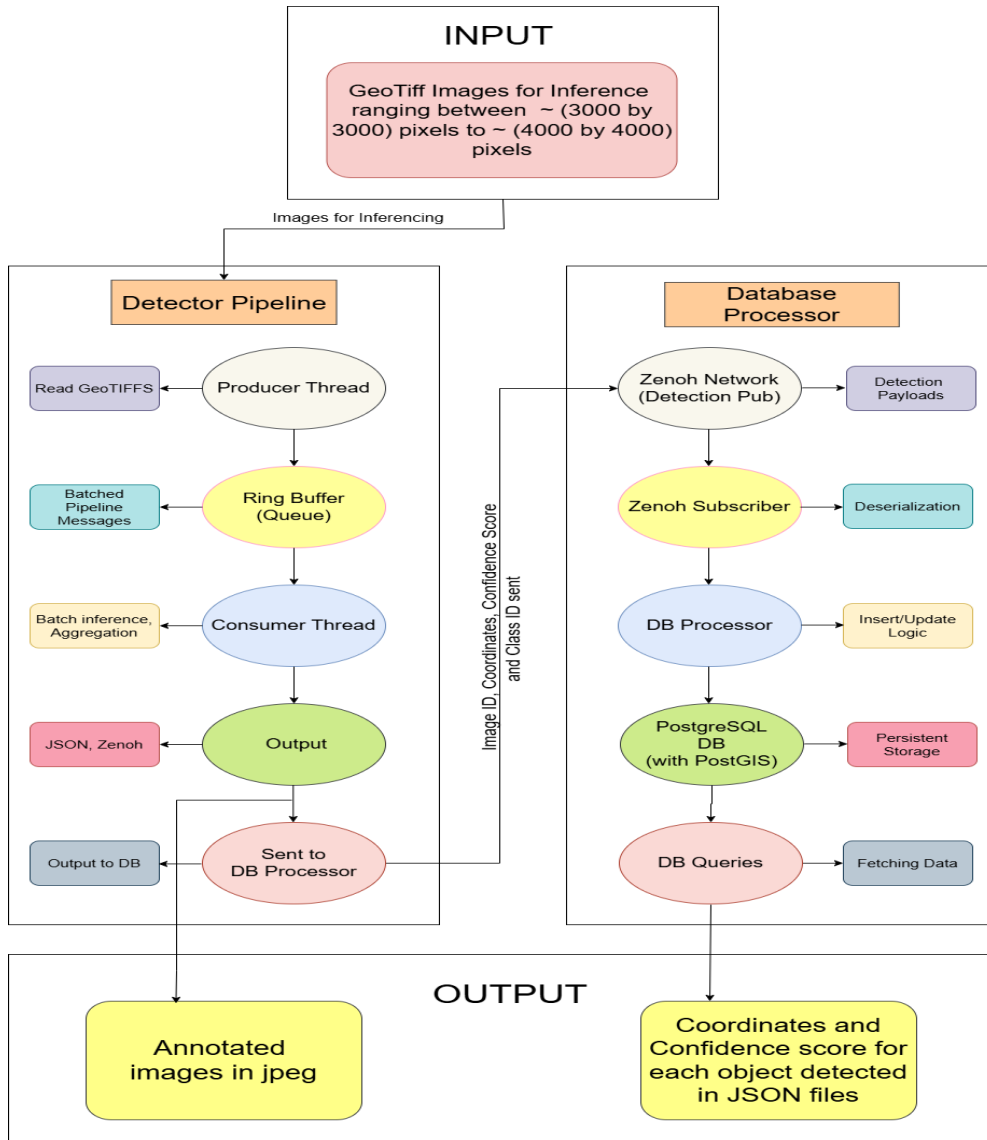 INPUT
GeoTiff Images for Inference
ranging between ~ (3000 by
3000) pixels to ~ (4000 by 4000)
pixels
Images for Inferencing
Detector Pipeline
Read GeoTIFFS
Producer Thread
Batched
Pipeline
Messages
Ring Buffer
(Queue)
Batch inference,
Aggregation
Consumer Thread
JSON, Zenoh
Output
Output to DB
Sent to
DB Processor
Image ID, Coordinates, Confidence Score
and Class ID sent
Database
Processor
Zenoh Network
(Detection Pub)
Detection
Payloads
Zenoh Subscriber
Deserialization
DB Processor
Insert/Update
Logic
PostgreSQL
DB
(with PostGIS)
Persistent
Storage
DB Queries
Fetching Data
OUTPUT
Annotated
images in jpeg
Coordinates and
Confidence score for
each object detected
in JSON files